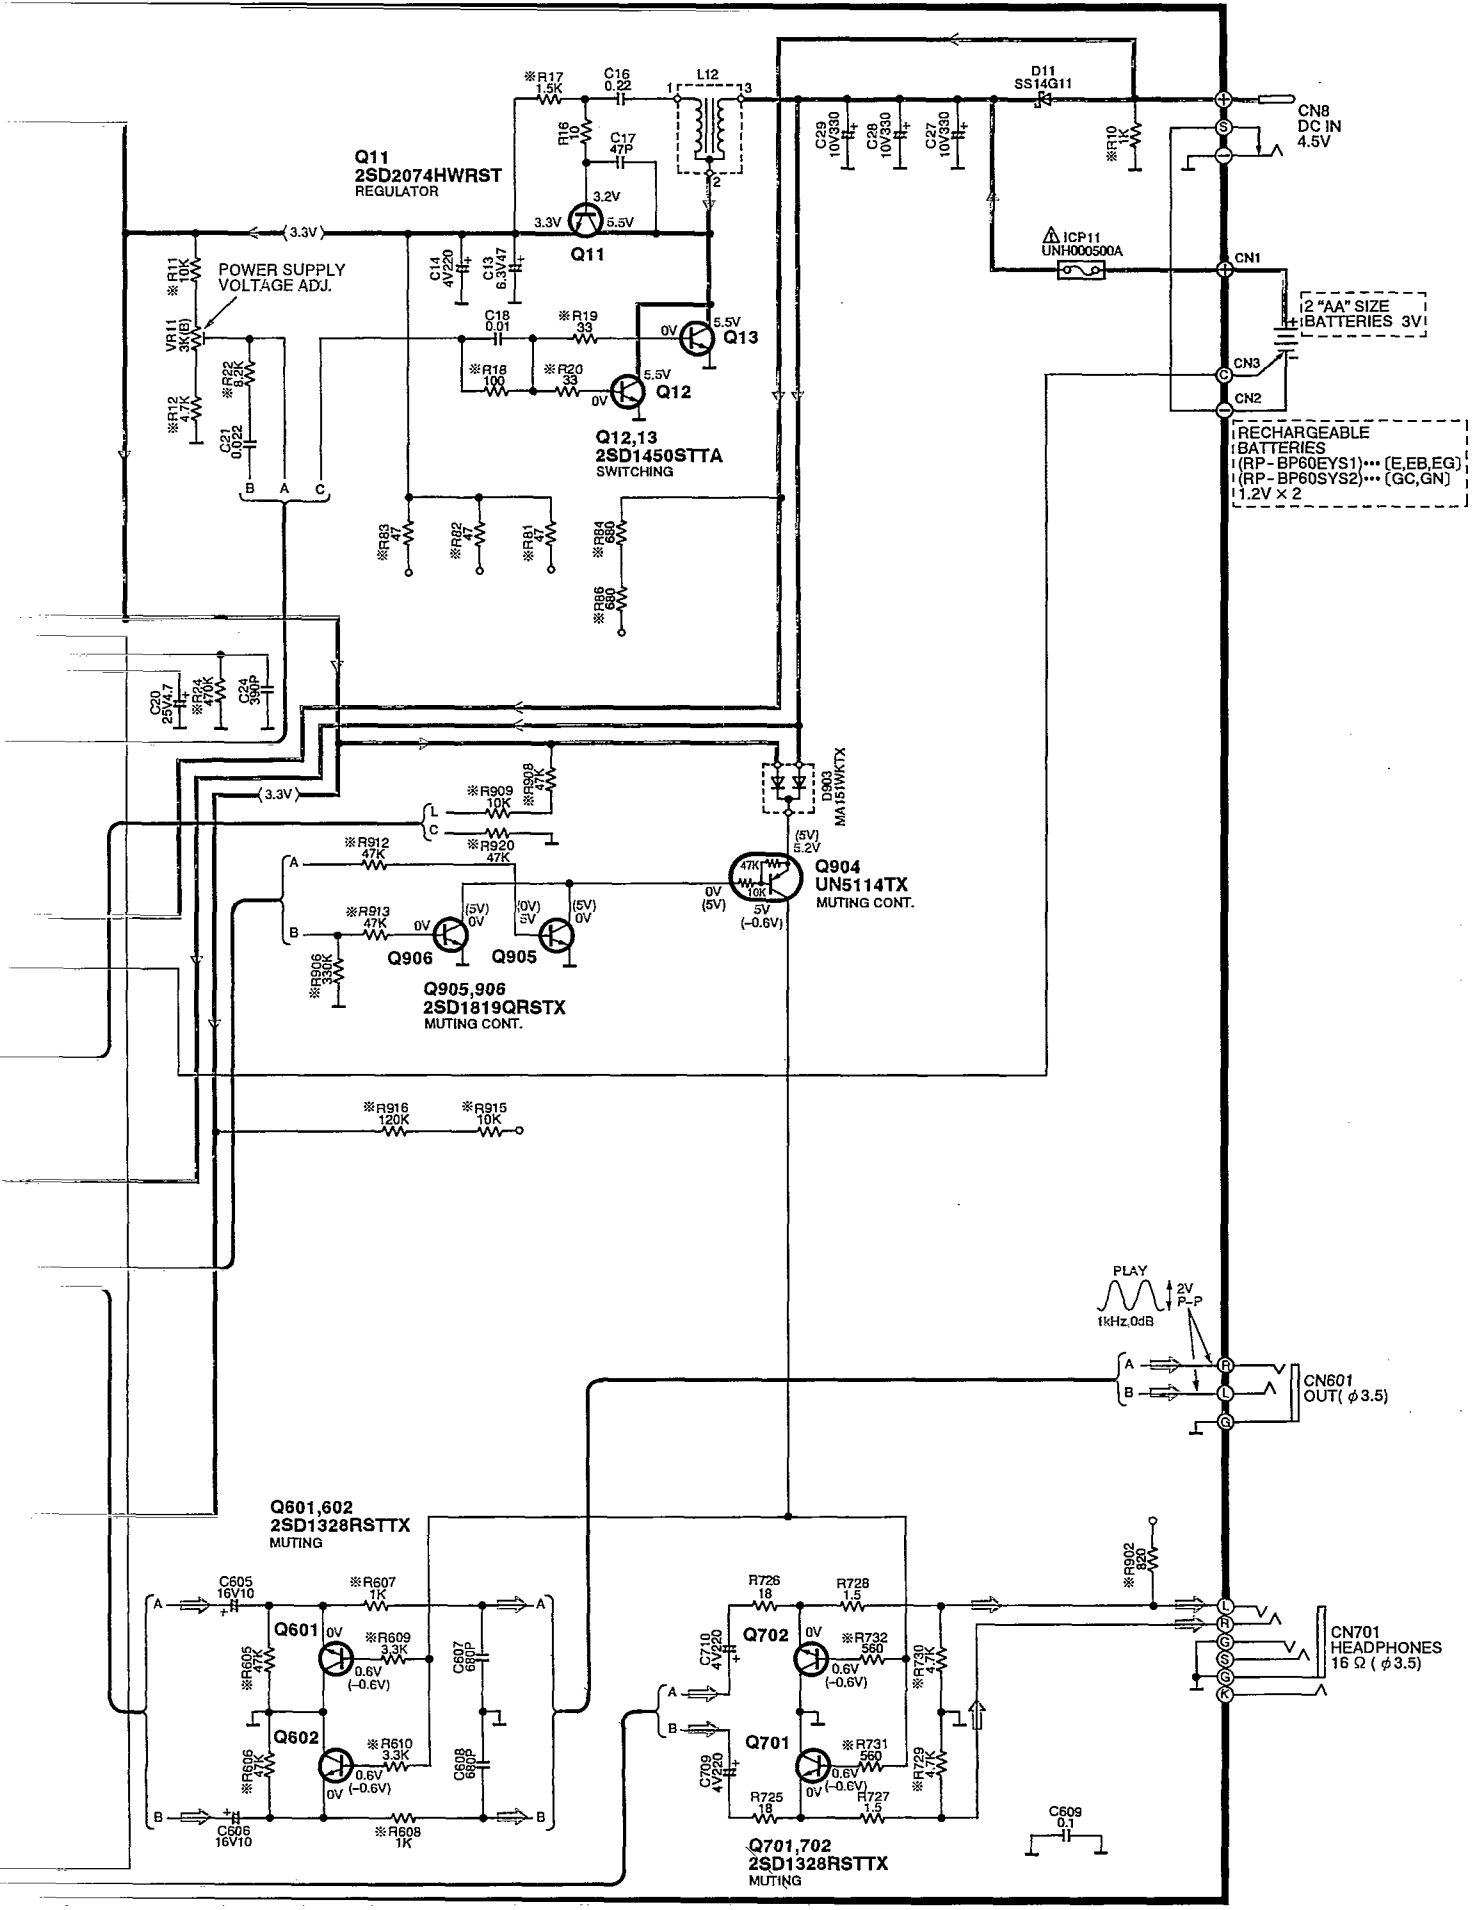 ※R17
1.5K
C16
0.22
L12
1
3
2
D11
SS14G11
CN8
DC IN
4.5V
+
S
−
R16
10
C17
47P
C29
10V330
C28
10V330
C27
10V330
※R10
1K
Q11
2SD2074HWRST
REGULATOR
3.2V
3.3V
5.5V
Q11
(3.3V)
⚠ICP11
UNH000500A
CN1
+
2 "AA" SIZE
BATTERIES 3V
CN3
C
CN2
−
※R11
10K
POWER SUPPLY
VOLTAGE ADJ.
VR11
3K(B)
C14
4V220
C13
6.3V47
C18
0.01
※R19
33
0V
5.5V
Q13
※R22
8.2K
※R12
4.7K
C21
0.022
※R18
100
※R20
33
5.5V
0V
Q12
Q12,13
2SD1450STTA
SWITCHING
B A C
RECHARGEABLE
BATTERIES
(RP-BP60EYS1)··· [E,EB,EG]
(RP-BP60SYS2)··· [GC,GN]
1.2V × 2
※R83
47
※R82
47
※R81
47
※R84
680
※R86
680
C20
25V4.7
※R24
470K
C24
390P
(3.3V)
※R908
47K
※R909
10K
L
C
※R920
47K
D903
MA151WKTX
(5V)
5.2V
47K
10K
Q904
UN5114TX
MUTING CONT.
0V
(5V)
5V
(−0.6V)
※R912
47K
A
B
※R913
47K
0V
(5V)
0V
(0V)
5V
(5V)
0V
Q906
Q905
※R906
330K
Q905,906
2SD1819QRSTX
MUTING CONT.
※R916
120K
※R915
10K
PLAY
2V
P-P
1kHz,0dB
A
B
R
L
G
CN601
OUT( φ3.5)
Q601,602
2SD1328RSTTX
MUTING
A
C605
16V10
※R607
1K
A
Q601
0V
※R605
47K
※R609
3.3K
0.6V
(−0.6V)
C607
680P
Q602
※R606
47K
※R610
3.3K
0.6V
(−0.6V)
0V
C608
680P
B
C606
16V10
※R608
1K
B
R726
18
R728
1.5
C710
4V220
Q702
0V
※R732
560
0.6V
(−0.6V)
※R730
4.7K
A
B
Q701
C709
4V220
※R731
560
0.6V
(−0.6V)
0V
※R729
4.7K
R725
18
R727
1.5
Q701,702
2SD1328RSTTX
MUTING
※R902
820
L
R
G
S
G
K
CN701
HEADPHONES
16 Ω ( φ3.5)
C609
0.1